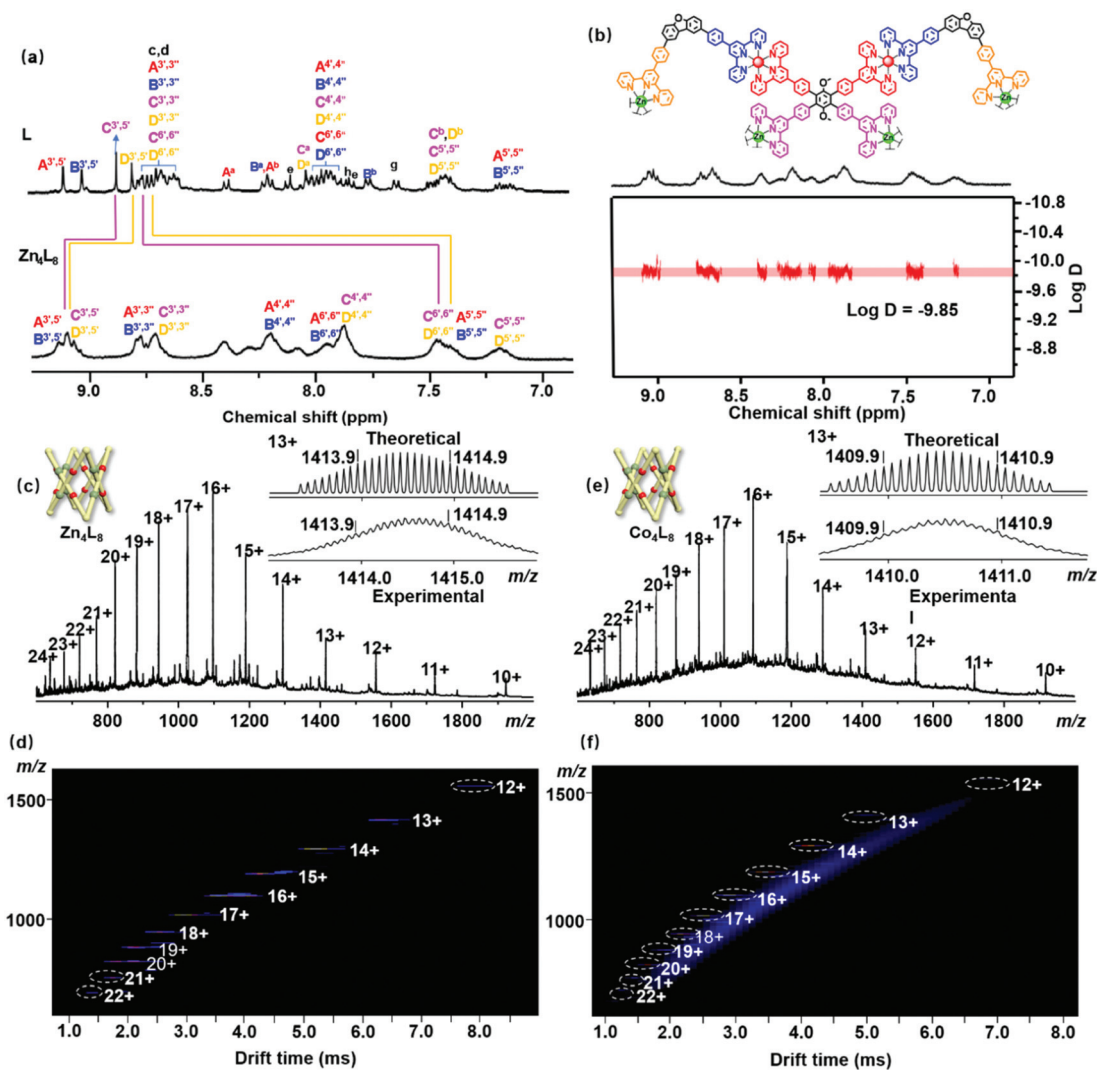 (a)
c,d
A3',3''
B3',3''
C3',3''
D3',3''
C6',6''
D6',6''
A4',4''
B4',4''
C4',4''
D4',4''
C6',6''
D6',6''
L
C3',5'
A3',5'
B3',5'
D3',5'
Aa
Ba,Ab
e
Ca
Da
h
e
Bb
g
Cb,Db
C5',5''
D5',5''
A5',5''
B5',5''
Zn4L8
A3',5'
B3',5'
C3',5'
D3',5'
A3',3''
B3',3''
C3',3''
D3',3''
A4',4''
B4',4''
A6',6''
B6',6''
C4',4''
D4',4''
C6',6''
D6',6''
A5',5''
B5',5''
C5',5''
D5',5''
9.0 8.5 8.0 7.5 7.0
Chemical shift (ppm)
(b)
-10.8
-10.4
-10.0
-9.6
-9.2
-8.8
Log D
Log D = -9.85
9.0 8.5 8.0 7.5 7.0
Chemical shift (ppm)
(c)
Zn4L8
13+
Theoretical
1413.9 1414.9
1413.9 1414.9
1414.0 1415.0 m/z
Experimental
24+ 23+ 22+ 21+ 20+ 19+ 18+ 17+ 16+ 15+ 14+ 13+ 12+ 11+ 10+
800 1000 1200 1400 1600 1800 m/z
(e)
Co4L8
13+
Theoretical
1409.9 1410.9
1409.9 1410.9
1410.0 1411.0 m/z
Experimenta
l
24+ 23+ 22+ 21+ 20+ 19+ 18+ 17+ 16+ 15+ 14+ 13+ 12+ 11+ 10+
800 1000 1200 1400 1600 1800 m/z
(d)
m/z
1500
1000
12+
13+
14+
15+
16+
17+
18+
19+
20+
21+
22+
1.0 2.0 3.0 4.0 5.0 6.0 7.0 8.0
Drift time (ms)
(f)
m/z
1500
1000
12+
13+
14+
15+
16+
17+
18+
19+
20+
21+
22+
1.0 2.0 3.0 4.0 5.0 6.0 7.0 8.0
Drift time (ms)